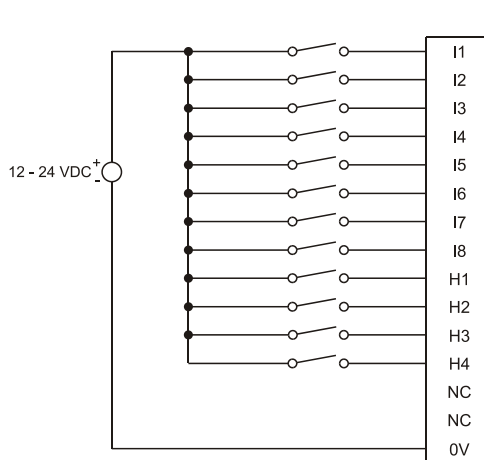 I1
I2
I3
I4
12 - 24 VDC + -
I5
I6
I7
I8
H1
H2
H3
H4
NC
NC
0V